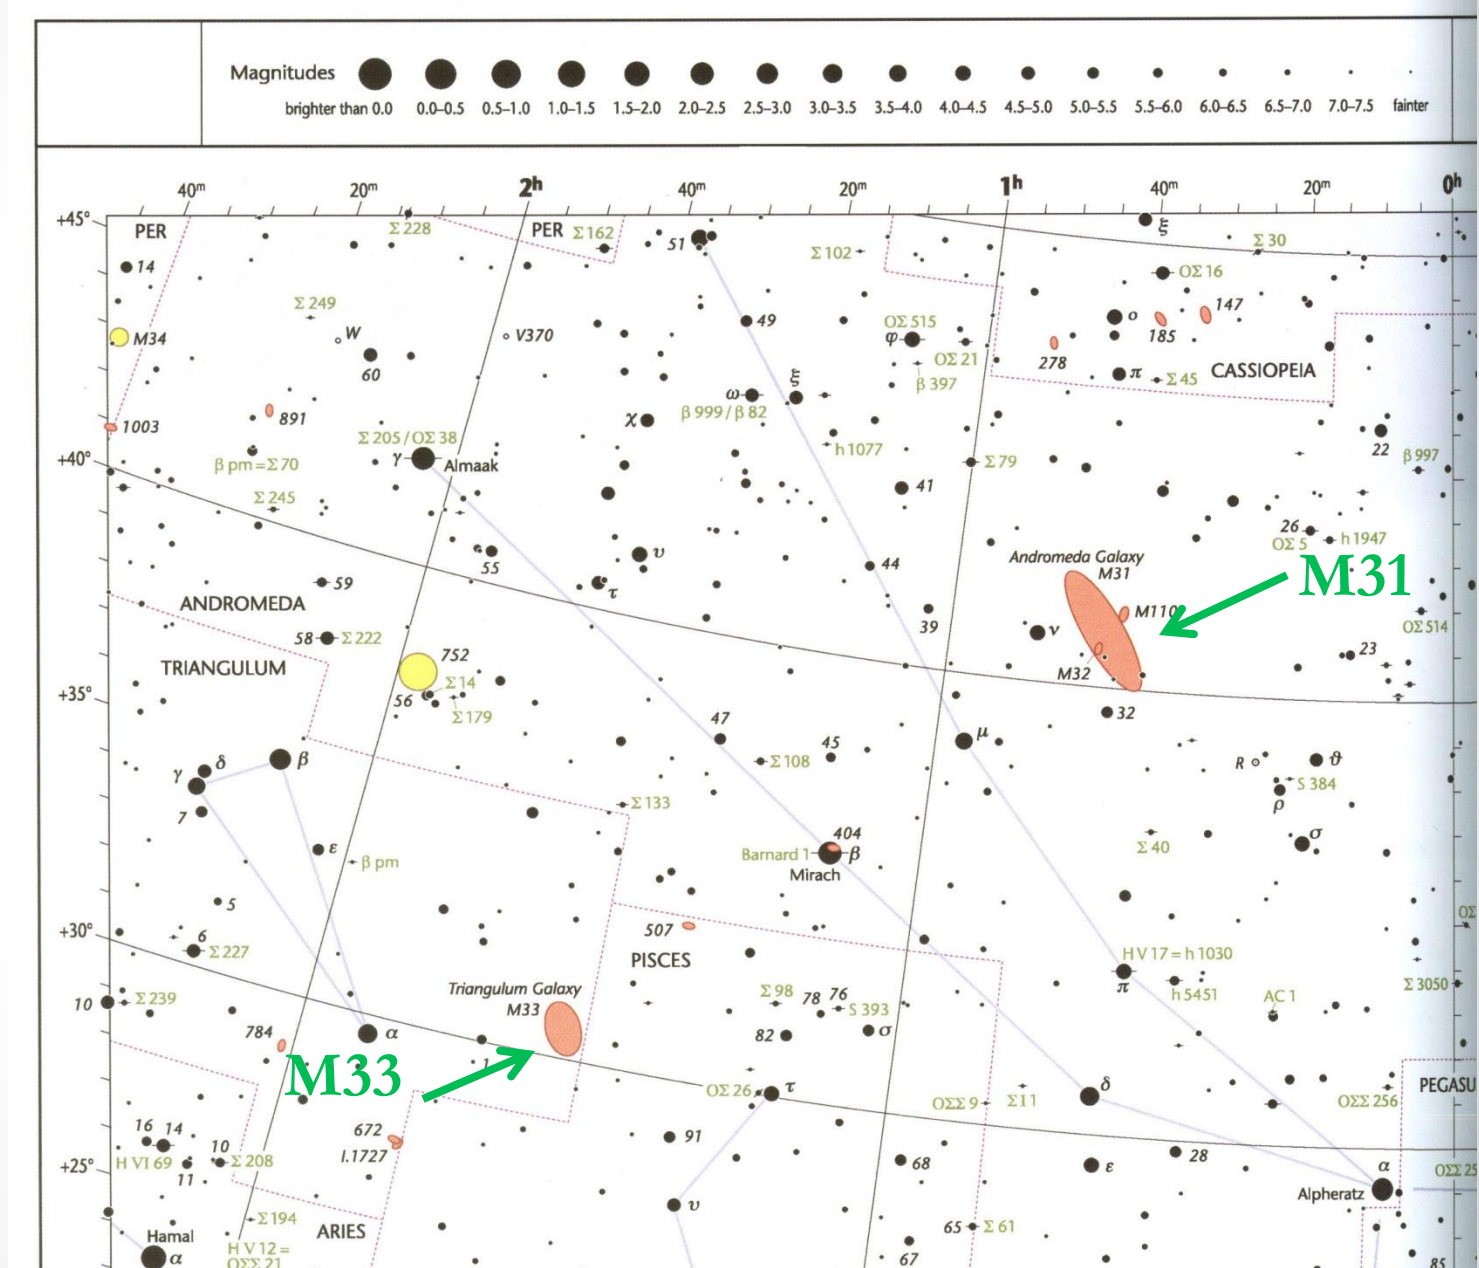 Magnitudes
brighter than 0.0 0.0–0.5 0.5–1.0 1.0–1.5 1.5–2.0 2.0–2.5 2.5–3.0 3.0–3.5 3.5–4.0 4.0–4.5 4.5–5.0 5.0–5.5 5.5–6.0 6.0–6.5 6.5–7.0 7.0–7.5 fainter
40m 20m 2h 40m 20m 1h 40m 20m 0h
+45°
PER
Σ 228
PER
Σ 162
51
Σ 102
ξ
Σ 30
14
ΟΣ 16
Σ 249
147
M34
W
V370
49
ΟΣ 515
φ
ο
185
ΟΣ 21
278
60
π
Σ 45
CASSIOPEIA
β 397
ξ
ω
β 999 / β 82
891
χ
1003
22
Σ 205 / ΟΣ 38
h 1077
+40°
β pm = Σ 70
γ
Almaak
Σ 79
β 997
41
Σ 245
26
ΟΣ 5
h 1947
55
υ
Andromeda Galaxy
M31
M31
44
59
τ
ANDROMEDA
M110
39
ν
ΟΣ 514
58
Σ 222
23
TRIANGULUM
752
M32
+35°
56
Σ 14
Σ 179
32
47
45
μ
Σ 108
R
ϑ
γ
δ
β
S 384
ρ
7
Σ 133
404
Barnard 1
β
Mirach
σ
Σ 40
ε
β pm
5
ΟΣ
+30°
6
Σ 227
507
PISCES
H V 17 = h 1030
π
h 5451
Σ 3050
10
Σ 239
Triangulum Galaxy
M33
Σ 98
78
76
S 393
AC 1
784
α
82
σ
M33
1
ΟΣ 26
τ
ΟΣΣ 9
Σ 11
δ
ΟΣΣ 256
PEGASU
16
14
672
I.1727
91
+25°
H VI 69
10
Σ 208
11
68
ε
28
α
Alpheratz
ΟΣΣ 25
υ
Σ 194
ARIES
65
Σ 61
Hamal
α
H V 12 =
ΟΣΣ 21
67
85